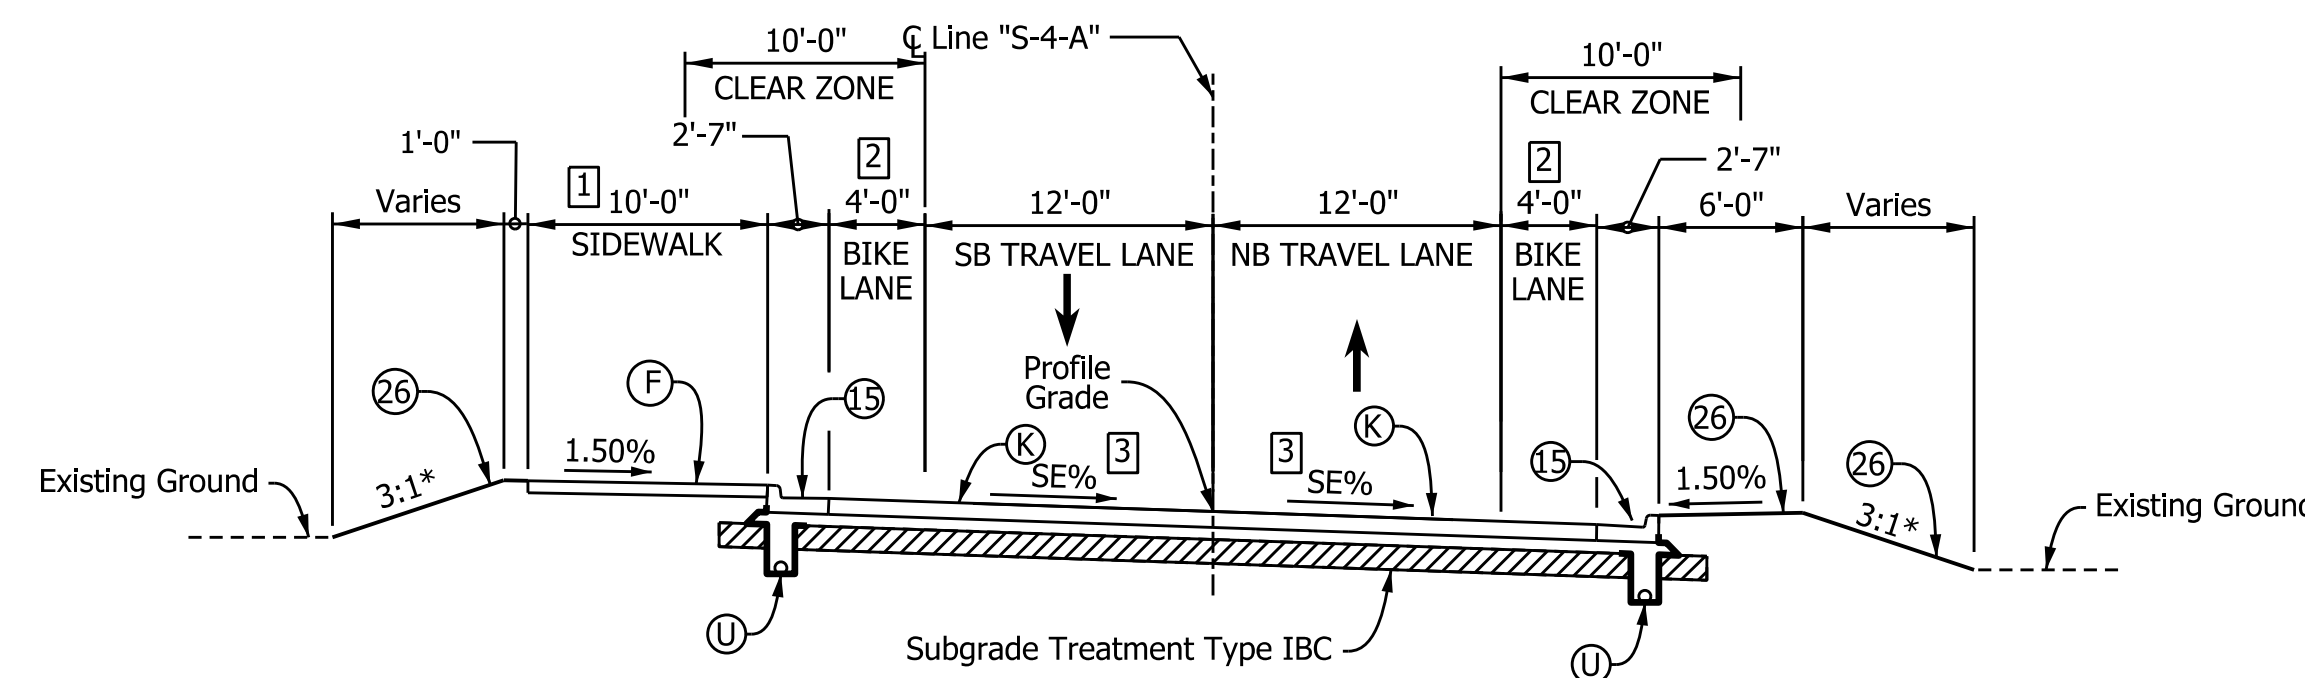 10'-0"
CLEAR ZONE
℄ Line "S-4-A"
10'-0"
CLEAR ZONE
1'-0"
2'-7"
2
2
2'-7"
Varies
1
10'-0"
SIDEWALK
4'-0"
BIKE
LANE
12'-0"
SB TRAVEL LANE
12'-0"
NB TRAVEL LANE
4'-0"
BIKE
LANE
6'-0"
Varies
Profile
Grade
26
F
15
K
3
SE%
3
SE%
K
15
26
26
1.50%
1.50%
Existing Ground
3:1*
3:1*
Existing Ground
U
Subgrade Treatment Type IBC
U